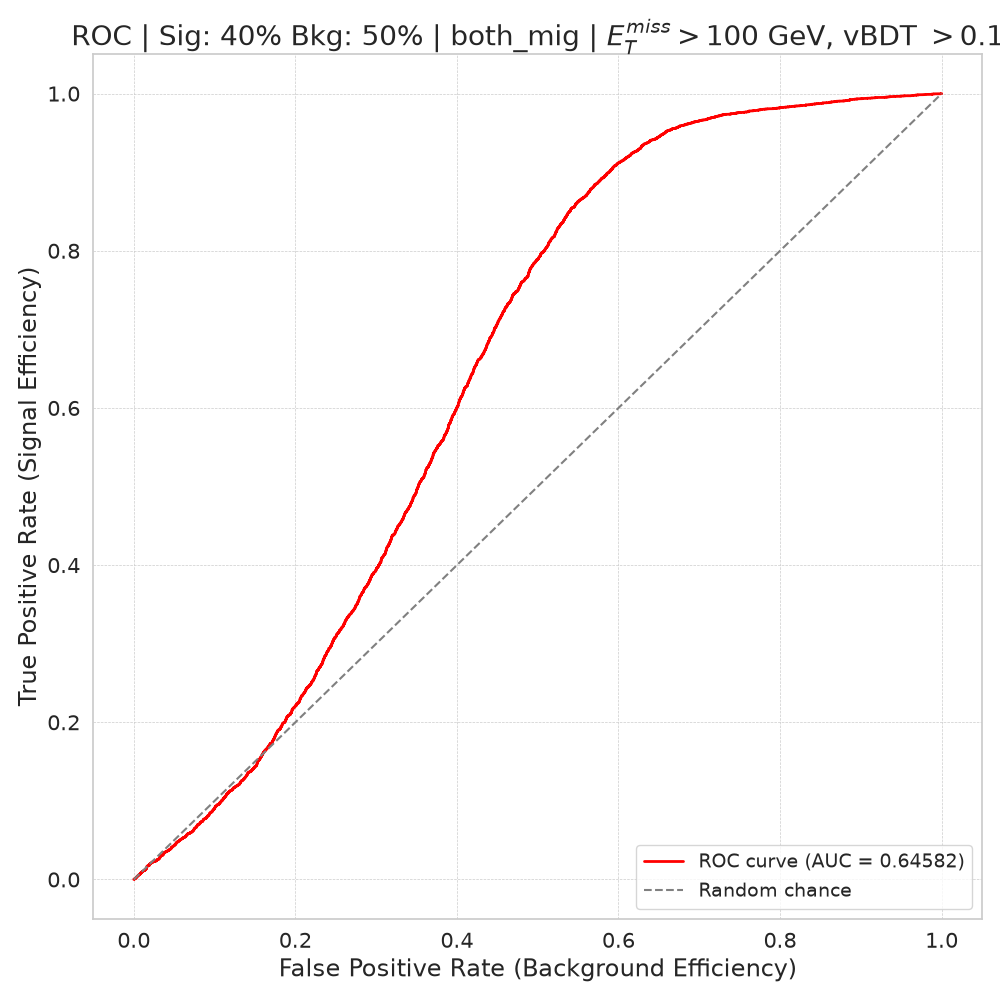 ROC | Sig: 40% Bkg: 50% | both_mig | $E_T^{miss}$ > 100 GeV, vBDT > 0.1
1.0
0.8
0.6
0.4
0.2
0.0
True Positive Rate (Signal Efficiency)
ROC curve (AUC = 0.64582)
Random chance
0.0 0.2 0.4 0.6 0.8 1.0
False Positive Rate (Background Efficiency)